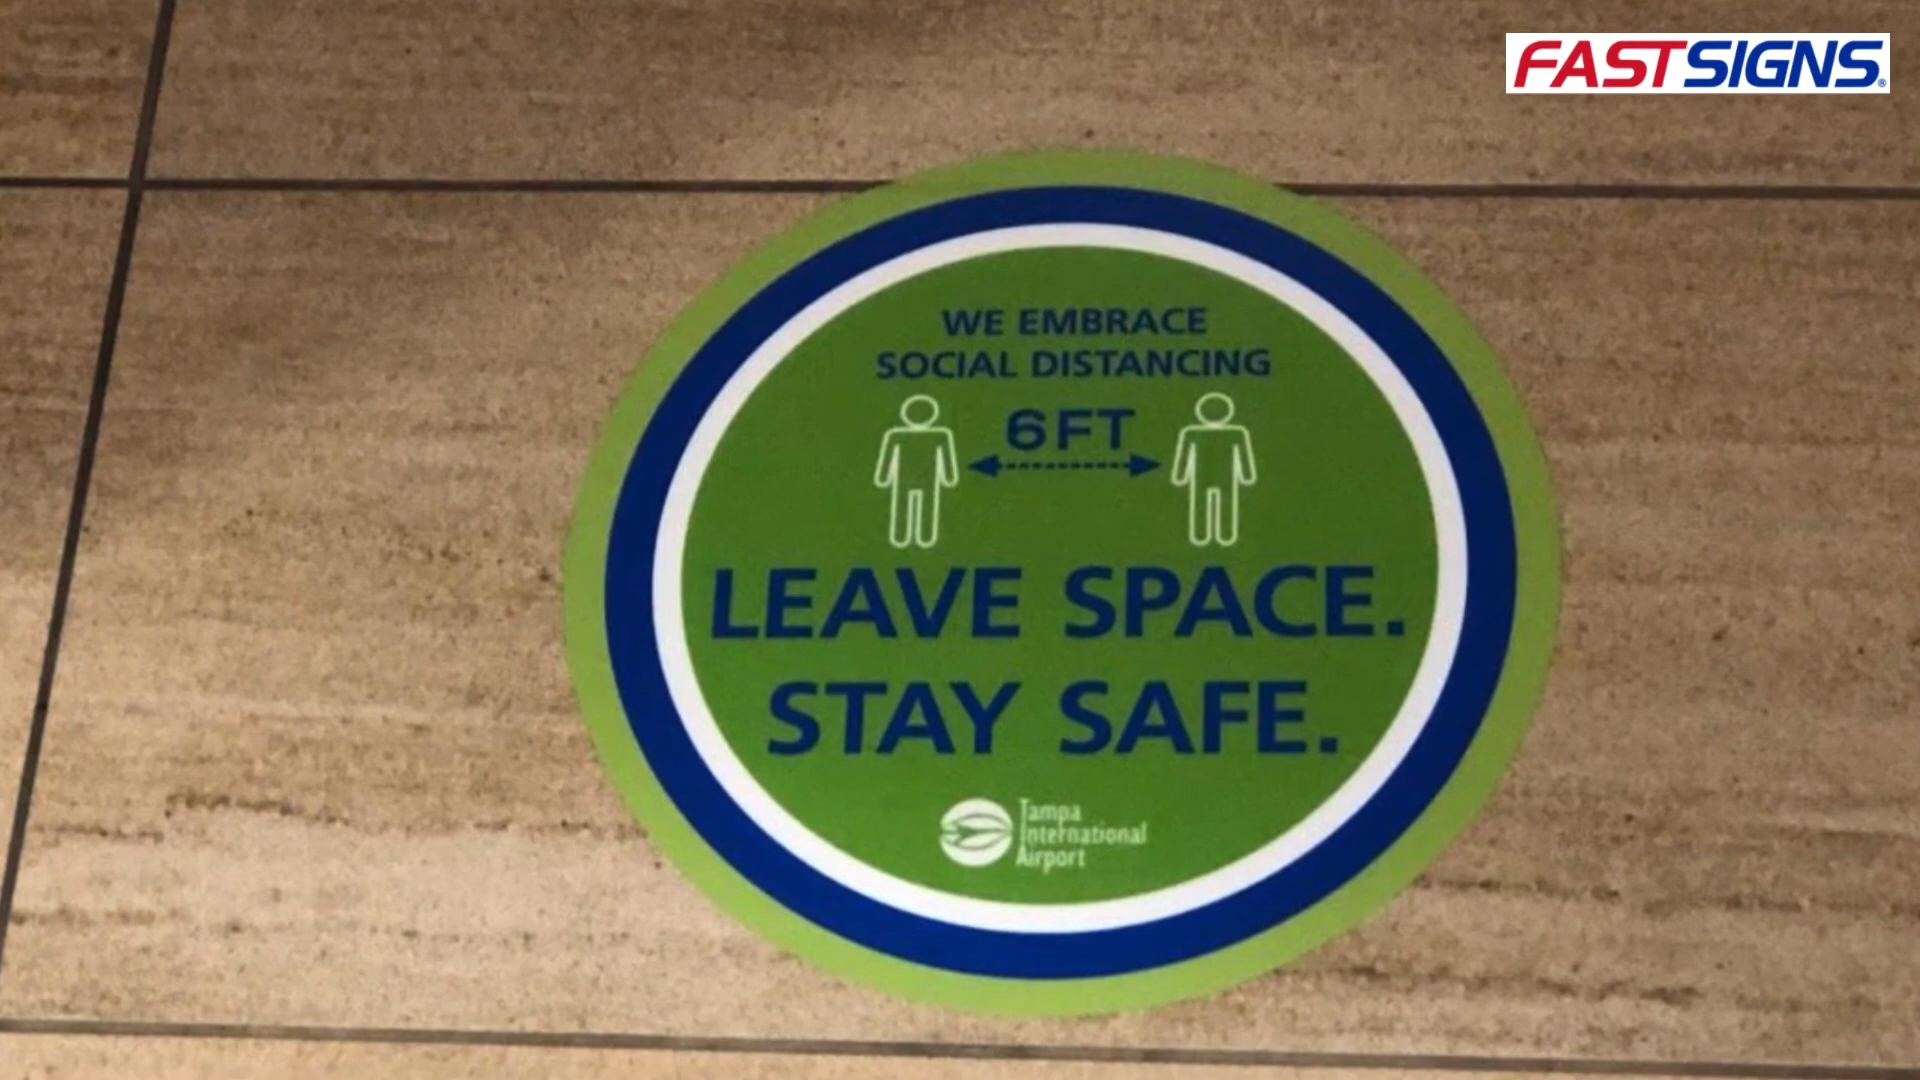 FASTSIGNS®
WE EMBRACE
SOCIAL DISTANCING
6FT
LEAVE SPACE.
STAY SAFE.
Tampa
International
Airport